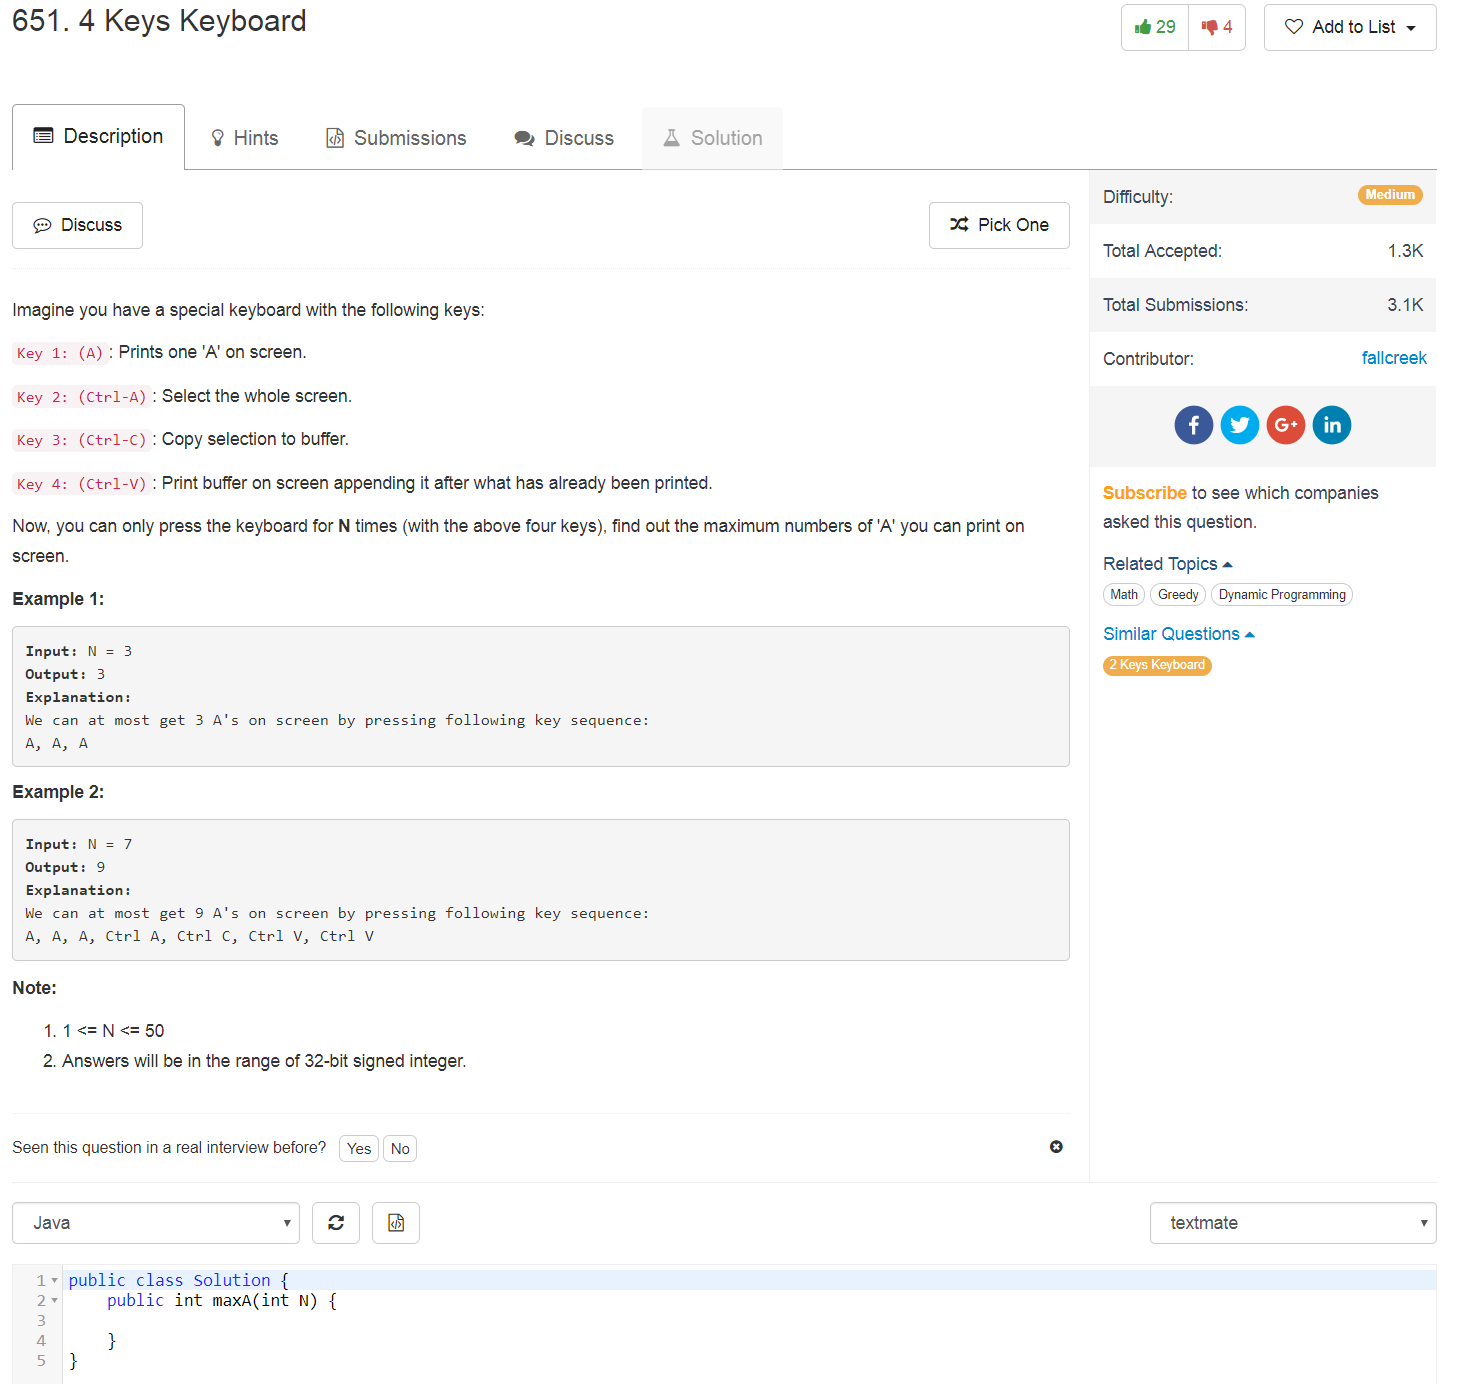 651. 4 Keys Keyboard
29
4
Add to List
Description
Hints
Submissions
Discuss
Solution
Discuss
Pick One
Imagine you have a special keyboard with the following keys:
Key 1: (A) : Prints one 'A' on screen.
Key 2: (Ctrl-A) : Select the whole screen.
Key 3: (Ctrl-C) : Copy selection to buffer.
Key 4: (Ctrl-V) : Print buffer on screen appending it after what has already been printed.
Now, you can only press the keyboard for N times (with the above four keys), find out the maximum numbers of 'A' you can print on
screen.
Example 1:
Input: N = 3
Output: 3
Explanation:
We can at most get 3 A's on screen by pressing following key sequence:
A, A, A
Example 2:
Input: N = 7
Output: 9
Explanation:
We can at most get 9 A's on screen by pressing following key sequence:
A, A, A, Ctrl A, Ctrl C, Ctrl V, Ctrl V
Note:
1. 1 <= N <= 50
2. Answers will be in the range of 32-bit signed integer.
Seen this question in a real interview before? Yes No
Difficulty: Medium
Total Accepted: 1.3K
Total Submissions: 3.1K
Contributor: fallcreek
f G+ in
Subscribe to see which companies
asked this question.
Related Topics
Math Greedy Dynamic Programming
Similar Questions
2 Keys Keyboard
Java
textmate
1 public class Solution {
2     public int maxA(int N) {
3
4     }
5 }